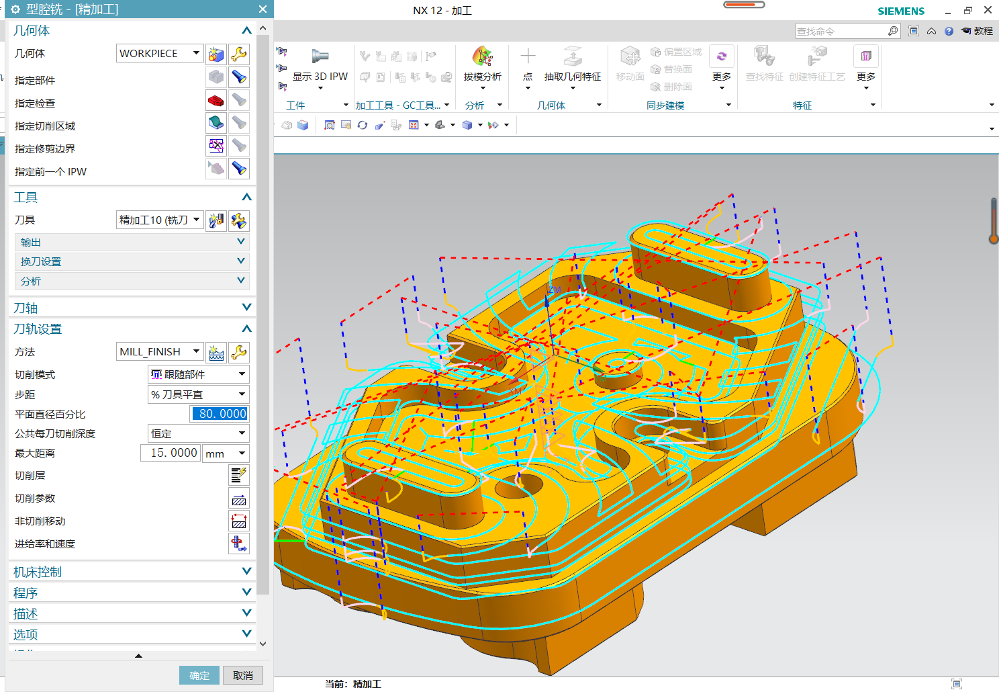 型腔铣 - [精加工]
NX 12 - 加工
SIEMENS
几何体
几何体
WORKPIECE
指定部件
指定检查
指定切削区域
指定修剪边界
指定前一个 IPW
工具
刀具
精加工10 (铣刀
输出
换刀设置
分析
刀轴
刀轨设置
方法
MILL_FINISH
切削模式
跟随部件
步距
% 刀具平直
平面直径百分比
80.0000
公共每刀切削深度
恒定
最大距离
15.0000
mm
切削层
切削参数
非切削移动
进给率和速度
机床控制
程序
描述
选项
确定
取消
查找命令
教程
显示 3D IPW
工件
加工工具 - GC工具...
拔模分析
分析
点
抽取几何特征
几何体
移动面
偏置区域
替换面
删除面
更多
同步建模
查找特征
创建特征工艺
更多
特征
ZM
XM
YM
当前：精加工